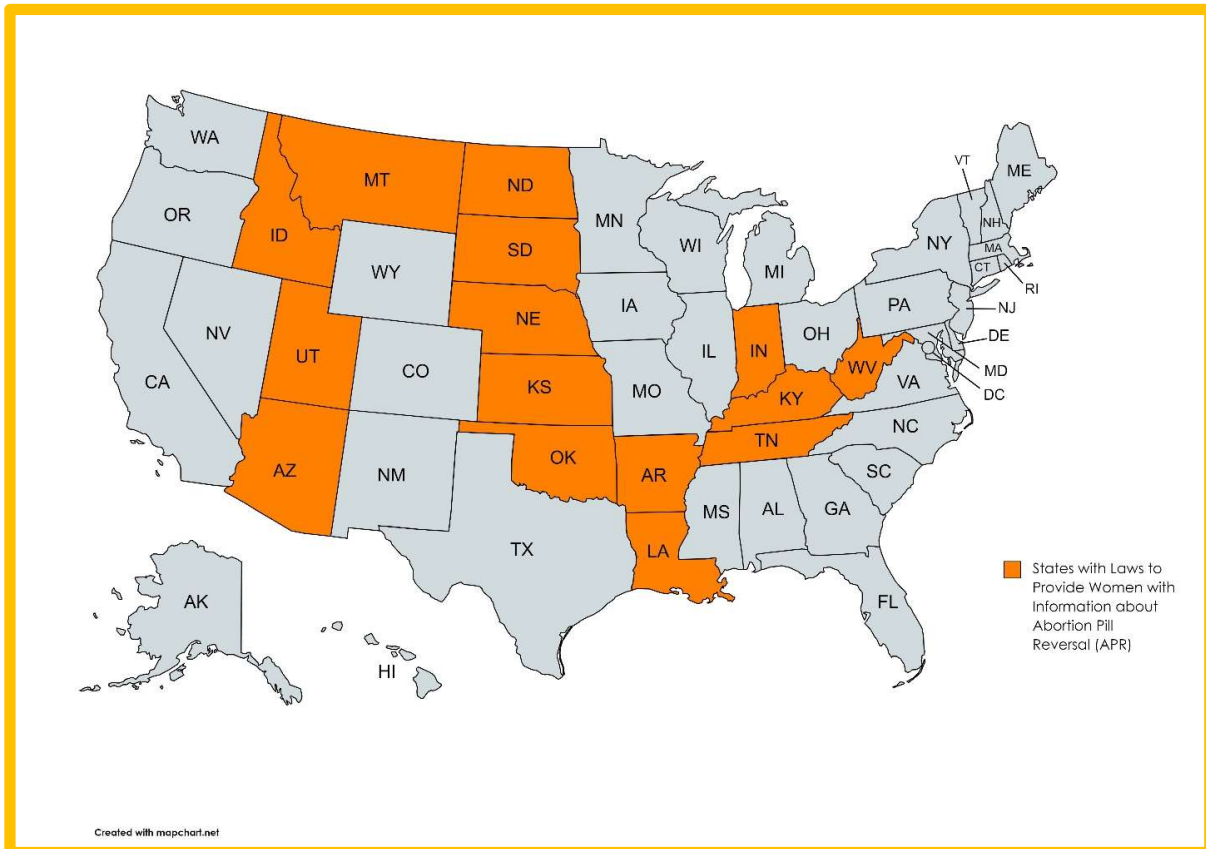 WA
OR
CA
NV
ID
MT
WY
UT
AZ
CO
NM
ND
SD
NE
KS
OK
TX
MN
IA
MO
AR
LA
WI
IL
MI
IN
OH
KY
TN
MS
AL
GA
FL
SC
NC
VA
WV
PA
NY
VT
NH
ME
MA
CT
RI
NJ
DE
MD
DC
AK
HI
States with Laws to
Provide Women with
Information about
Abortion Pill
Reversal (APR)
Created with mapchart.net